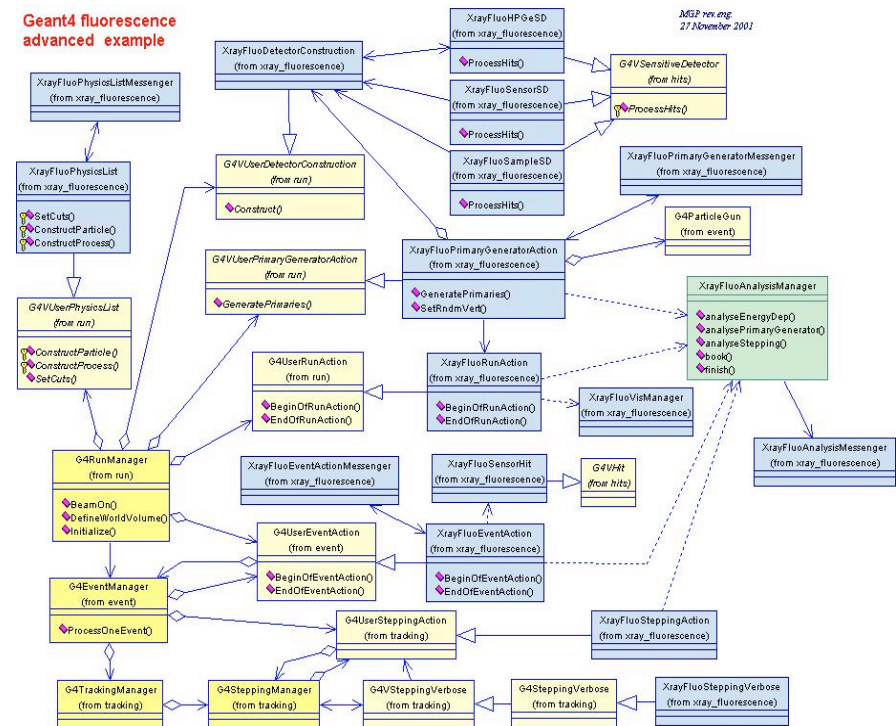 Geant4 fluorescence
advanced example
MGP rev.eng.
27 November 2001
XrayFluoDetectorConstruction
(from xray_fluorescence)
XrayFluoHPGeSD
(from xray_fluorescence)
ProcessHits()
G4VSensitiveDetector
(from hits)
ProcessHits()
XrayFluoPhysicsListMessenger
(from xray_fluorescence)
XrayFluoSensorSD
(from xray_fluorescence)
ProcessHits()
XrayFluoSampleSD
(from xray_fluorescence)
ProcessHits()
XrayFluoPhysicsList
(from xray_fluorescence)
SetCuts()
ConstructParticle()
ConstructProcess()
G4VUserDetectorConstruction
(from run)
Construct()
XrayFluoPrimaryGeneratorMessenger
(from xray_fluorescence)
G4ParticleGun
(from event)
XrayFluoPrimaryGeneratorAction
(from xray_fluorescence)
GeneratePrimaries()
SetRndmVert()
G4VUserPrimaryGeneratorAction
(from run)
GeneratePrimaries()
XrayFluoAnalysisManager
analyseEnergyDep()
analysePrimaryGenerator()
analyseStepping()
book()
finish()
G4VUserPhysicsList
(from run)
ConstructParticle()
ConstructProcess()
SetCuts()
G4UserRunAction
(from run)
BeginOfRunAction()
EndOfRunAction()
XrayFluoRunAction
(from xray_fluorescence)
BeginOfRunAction()
EndOfRunAction()
XrayFluoVisManager
(from xray_fluorescence)
XrayFluoAnalysisMessenger
(from xray_fluorescence)
G4RunManager
(from run)
BeamOn()
DefineWorldVolume()
Initialize()
XrayFluoEventActionMessenger
(from xray_fluorescence)
XrayFluoSensorHit
(from xray_fluorescence)
G4VHit
(from hits)
G4UserEventAction
(from event)
BeginOfEventAction()
EndOfEventAction()
XrayFluoEventAction
(from xray_fluorescence)
BeginOfEventAction()
EndOfEventAction()
G4EventManager
(from event)
ProcessOneEvent()
G4UserSteppingAction
(from tracking)
XrayFluoSteppingAction
(from xray_fluorescence)
G4TrackingManager
(from tracking)
G4SteppingManager
(from tracking)
G4VSteppingVerbose
(from tracking)
G4SteppingVerbose
(from tracking)
XrayFluoSteppingVerbose
(from xray_fluorescence)